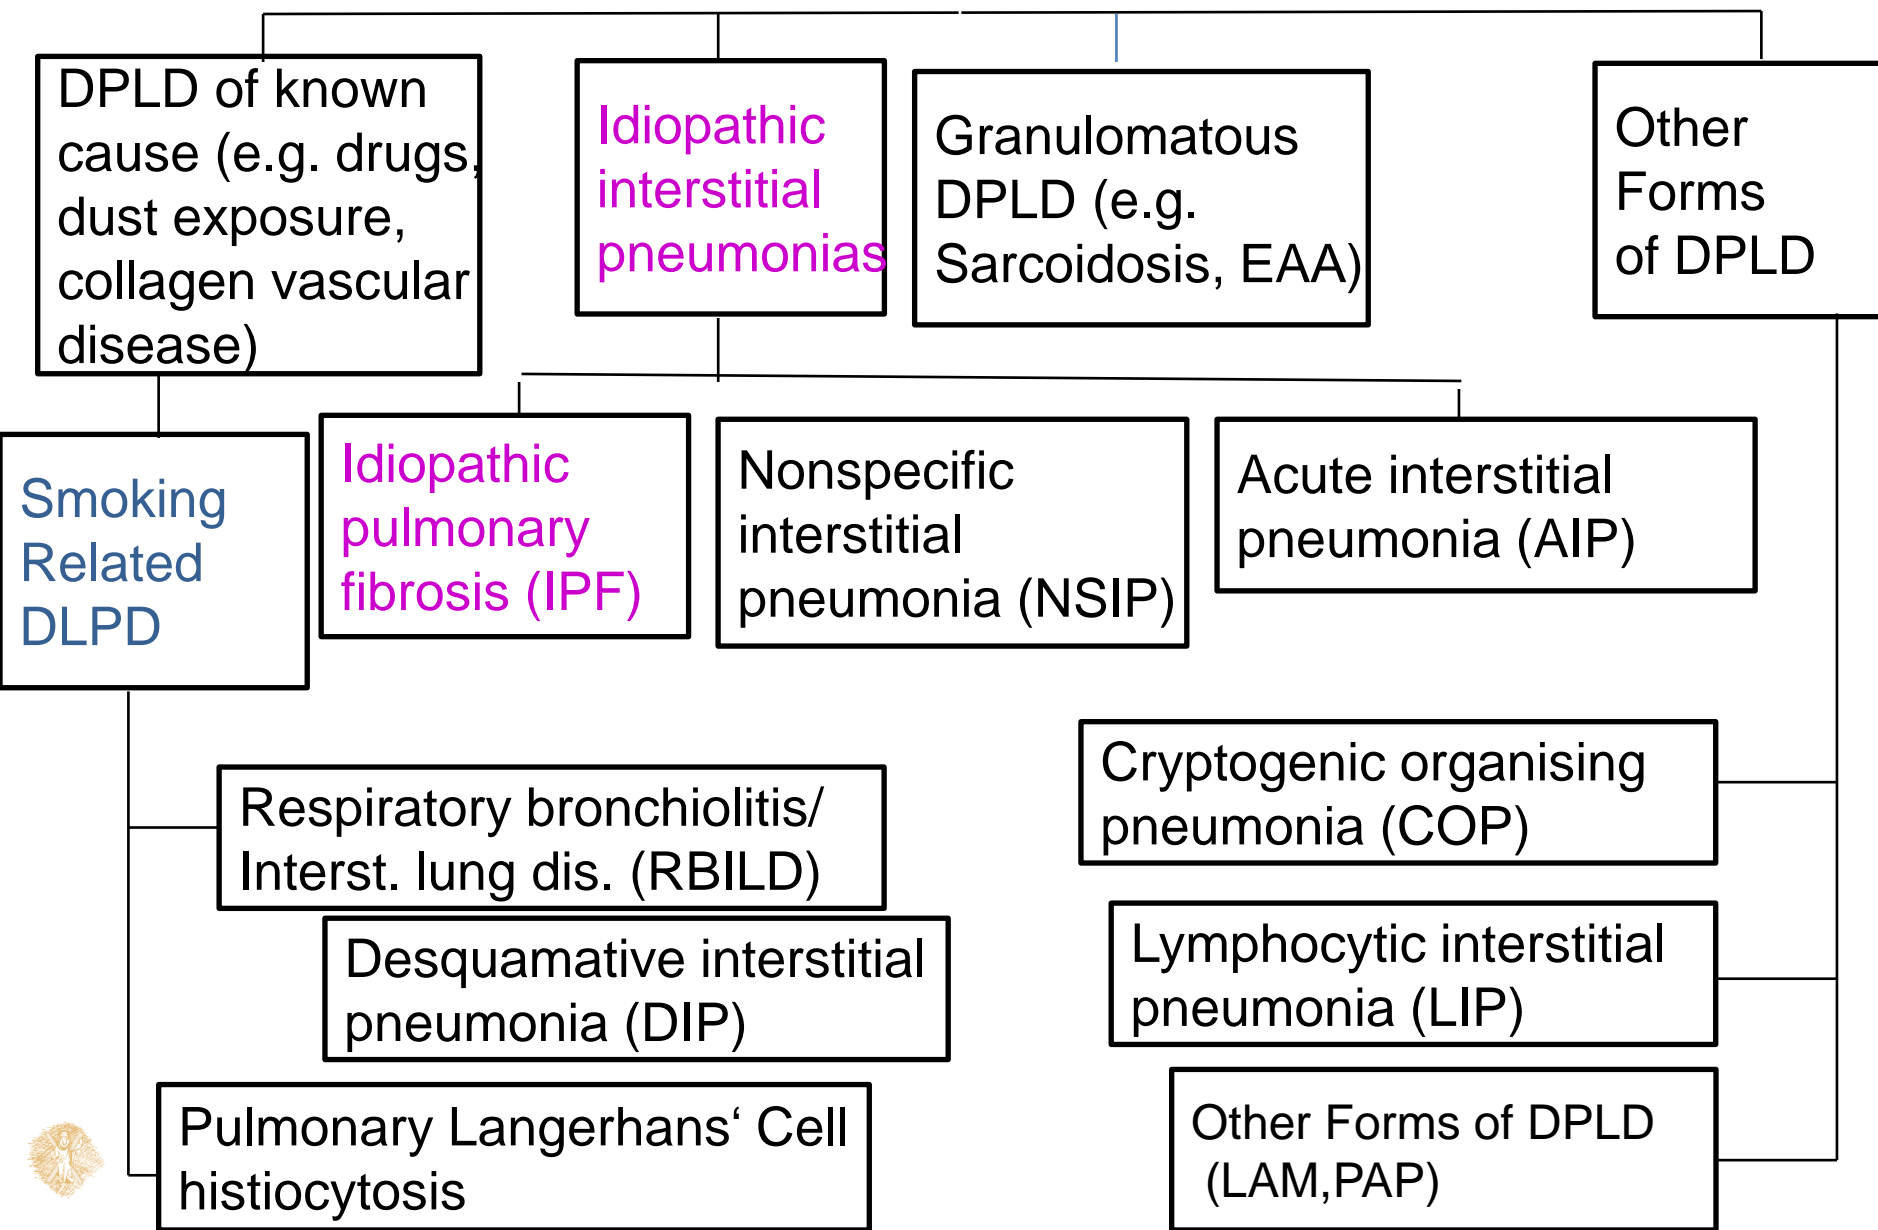 DPLD of known
cause (e.g. drugs,
dust exposure,
collagen vascular
disease)
Idiopathic
interstitial
pneumonias
Granulomatous
DPLD (e.g.
Sarcoidosis, EAA)
Other
Forms
of DPLD
Smoking
Related
DLPD
Idiopathic
pulmonary
fibrosis (IPF)
Nonspecific
interstitial
pneumonia (NSIP)
Acute interstitial
pneumonia (AIP)
Respiratory bronchiolitis/
Interst. lung dis. (RBILD)
Desquamative interstitial
pneumonia (DIP)
Pulmonary Langerhans‘ Cell
histiocytosis
Cryptogenic organising
pneumonia (COP)
Lymphocytic interstitial
pneumonia (LIP)
Other Forms of DPLD
(LAM,PAP)